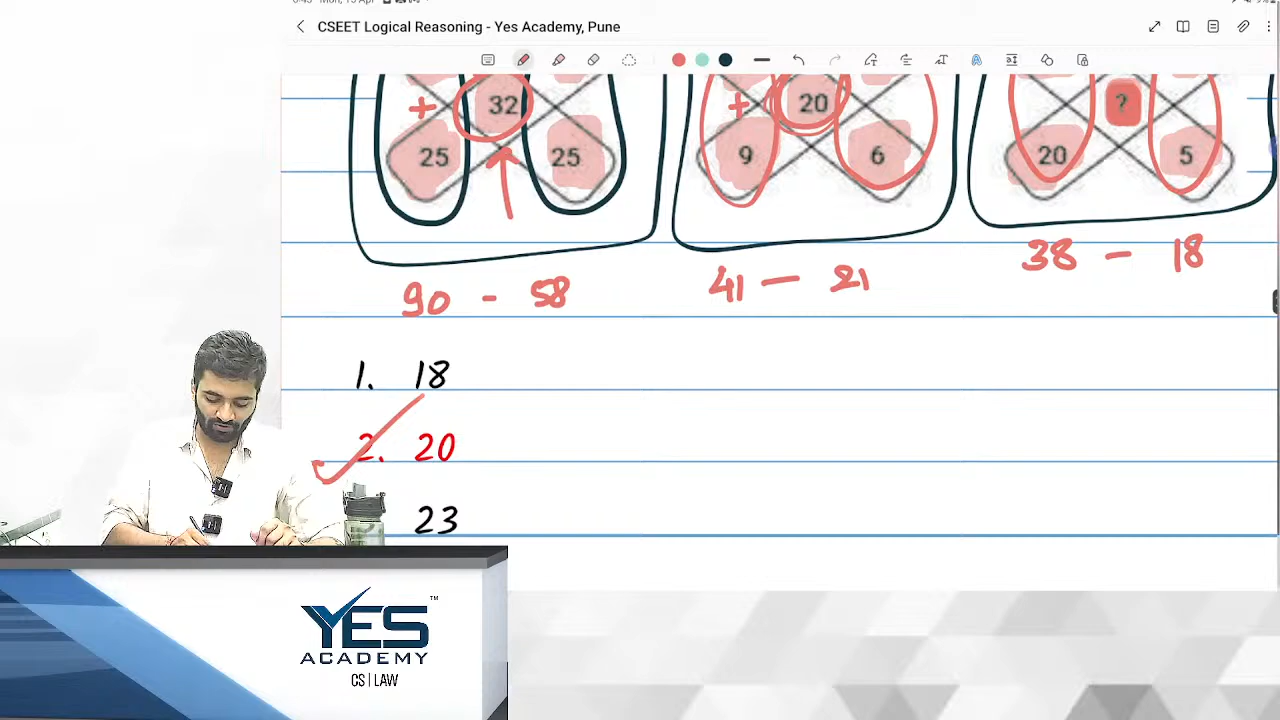 CSEET Logical Reasoning - Yes Academy, Pune
+ 32
+ 20
?
25 25
9 6
20 5
90 - 58
41 - 21
38 - 18
1. 18
2. 20
23
YES
TM
ACADEMY
CS | LAW